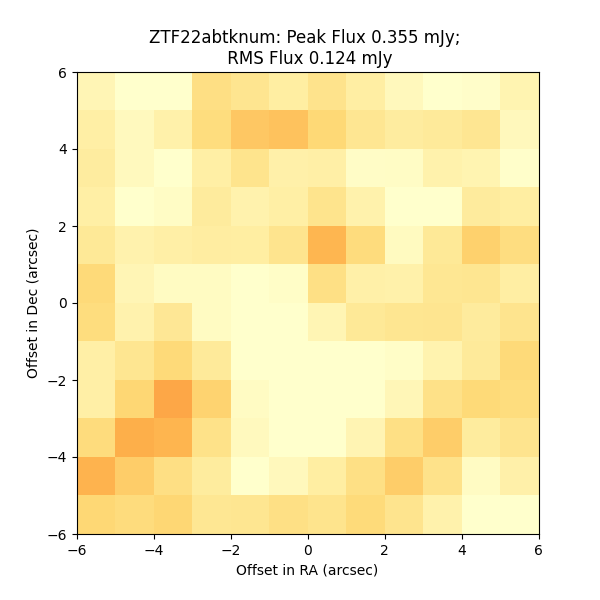 ZTF22abtknum: Peak Flux 0.355 mJy;
RMS Flux 0.124 mJy
6
4
2
0
−2
−4
−6
Offset in Dec (arcsec)
−6 −4 −2 0 2 4 6
Offset in RA (arcsec)